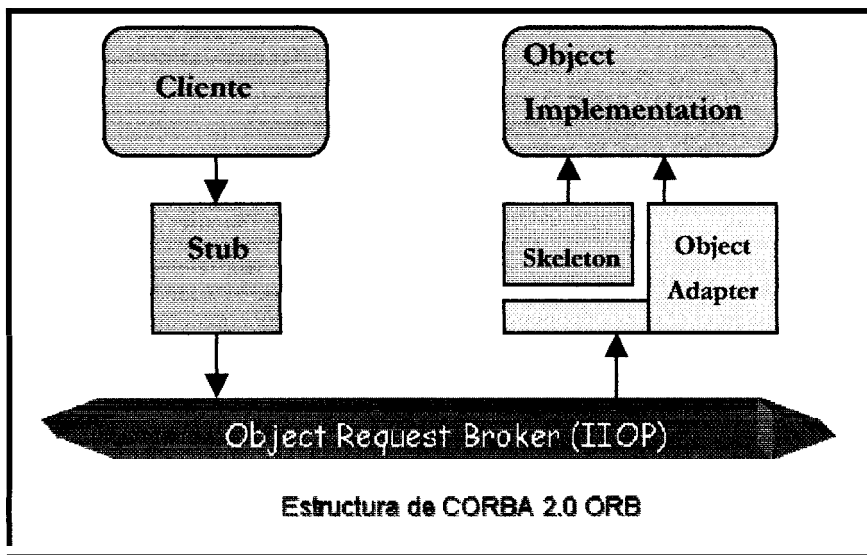 Cliente
Object
Implementation
Stub
Skeleton
Object
Adapter
Object Request Broker (IIOP)
Estructura de CORBA 2.0 ORB